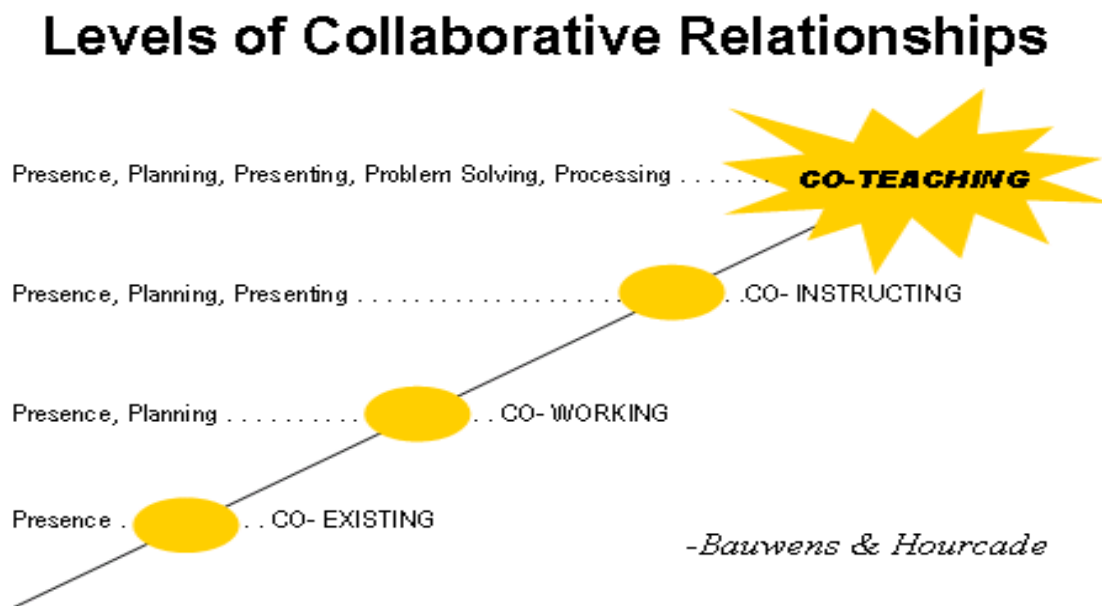 Levels of Collaborative Relationships
Presence, Planning, Presenting, Problem Solving, Processing . . . . . . . CO-TEACHING
Presence, Planning, Presenting . . . . . . . . . . . . . . . . . . . . . . . . CO- INSTRUCTING
Presence, Planning . . . . . . . . . . . . . CO- WORKING
Presence . . . CO- EXISTING
-Bauwens & Hourcade